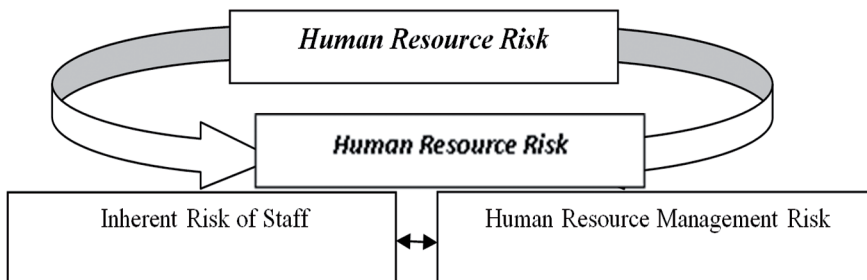 Human Resource Risk
Human Resource Risk
Inherent Risk of Staff
Human Resource Management Risk